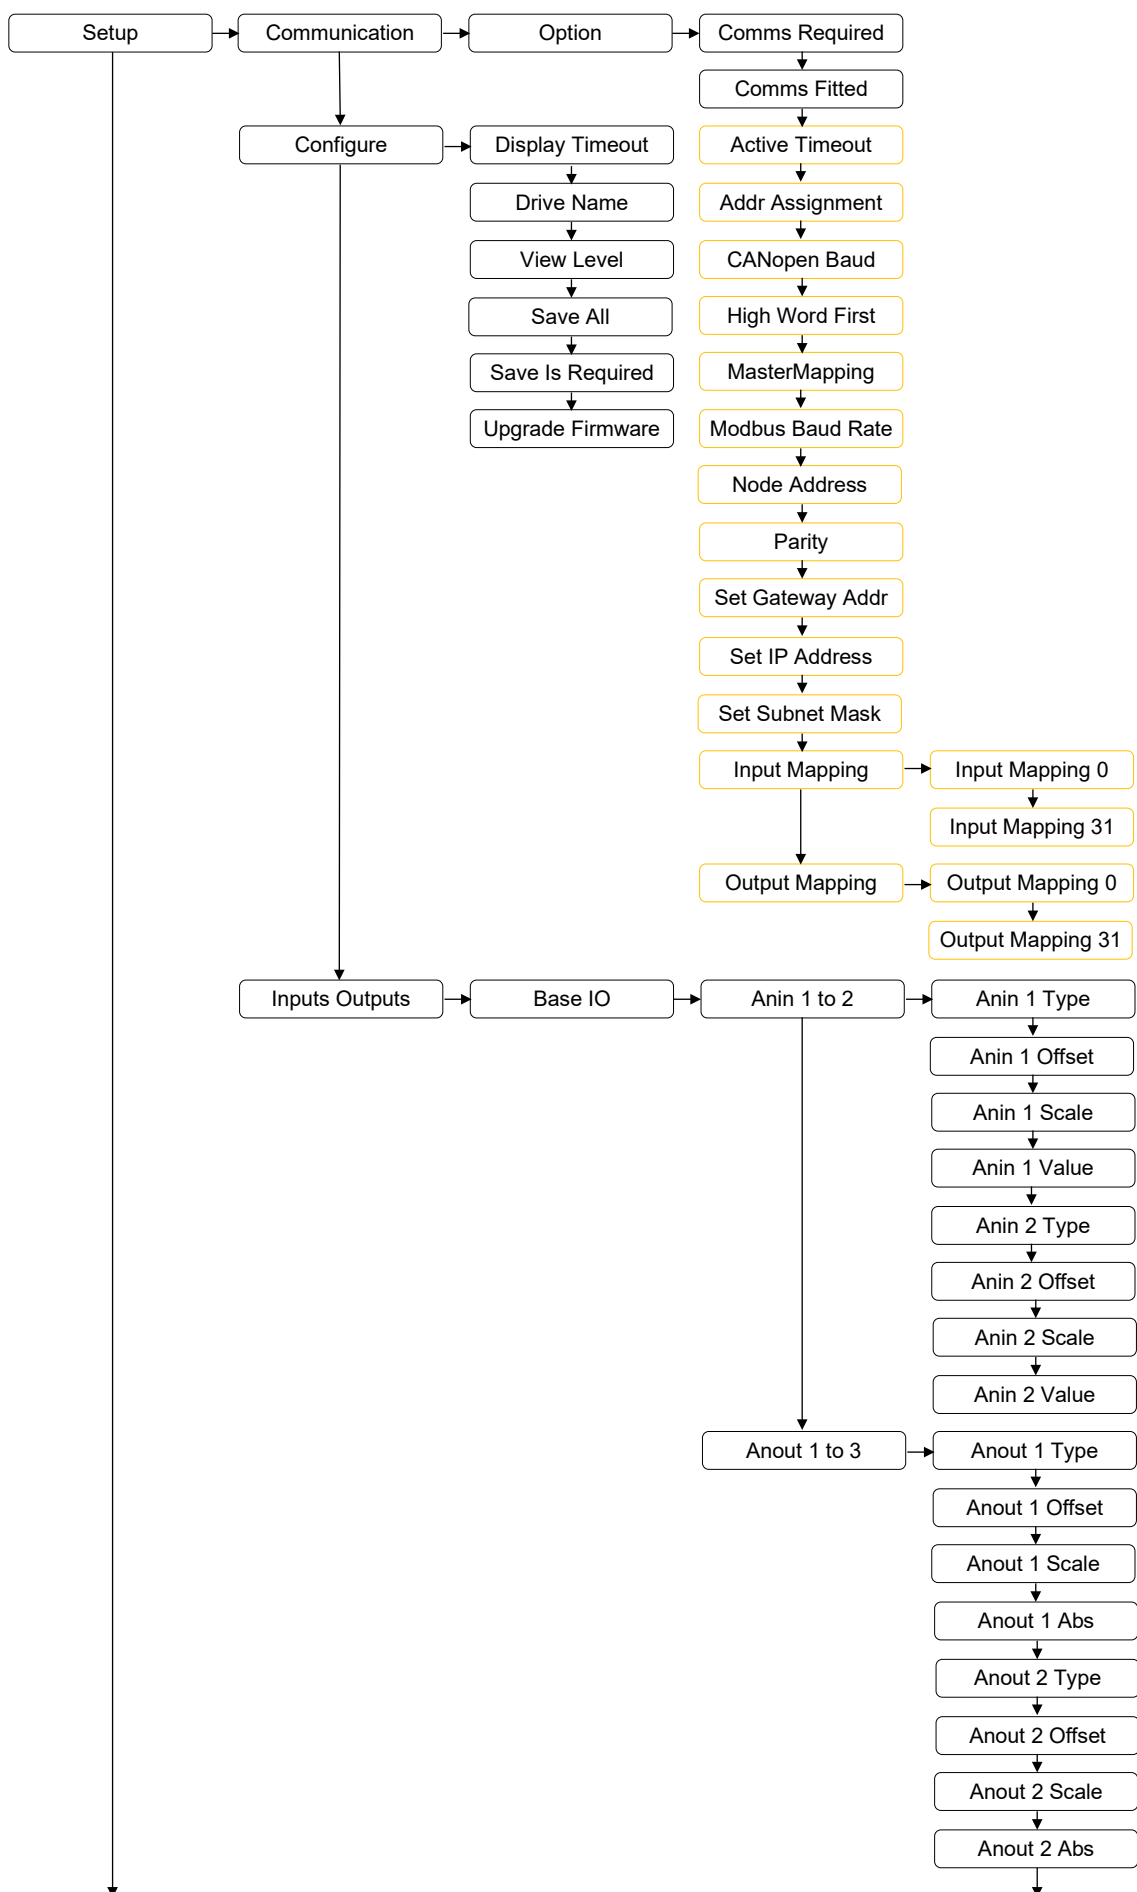 Setup
Communication
Option
Comms Required
Comms Fitted
Configure
Display Timeout
Active Timeout
Drive Name
Addr Assignment
View Level
CANopen Baud
Save All
High Word First
Save Is Required
MasterMapping
Upgrade Firmware
Modbus Baud Rate
Node Address
Parity
Set Gateway Addr
Set IP Address
Set Subnet Mask
Input Mapping
Input Mapping 0
Input Mapping 31
Output Mapping
Output Mapping 0
Output Mapping 31
Inputs Outputs
Base IO
Anin 1 to 2
Anin 1 Type
Anin 1 Offset
Anin 1 Scale
Anin 1 Value
Anin 2 Type
Anin 2 Offset
Anin 2 Scale
Anin 2 Value
Anout 1 to 3
Anout 1 Type
Anout 1 Offset
Anout 1 Scale
Anout 1 Abs
Anout 2 Type
Anout 2 Offset
Anout 2 Scale
Anout 2 Abs